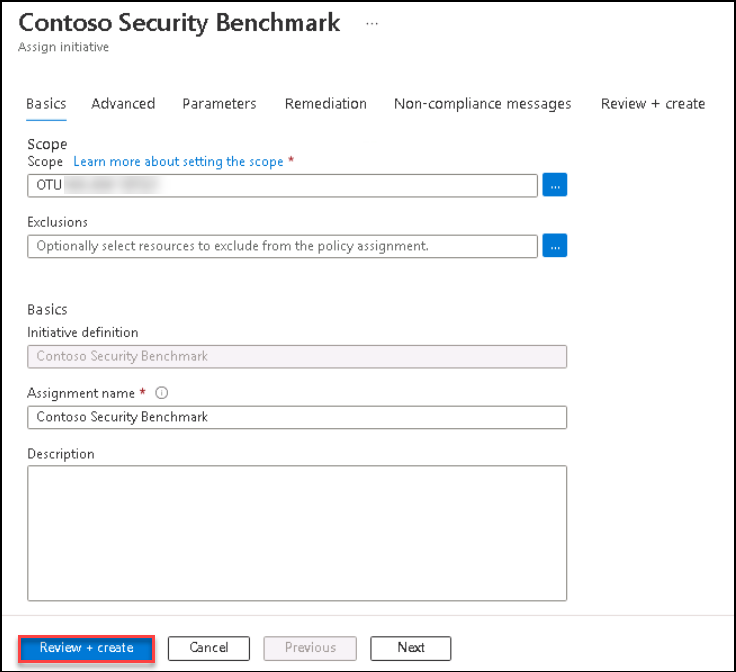 Contoso Security Benchmark ...
Assign initiative
Basics Advanced Parameters Remediation Non-compliance messages Review + create
Scope
Scope Learn more about setting the scope *
OTU
...
Exclusions
Optionally select resources to exclude from the policy assignment.
...
Basics
Initiative definition
Contoso Security Benchmark
Assignment name *
Contoso Security Benchmark
Description
Review + create Cancel Previous Next